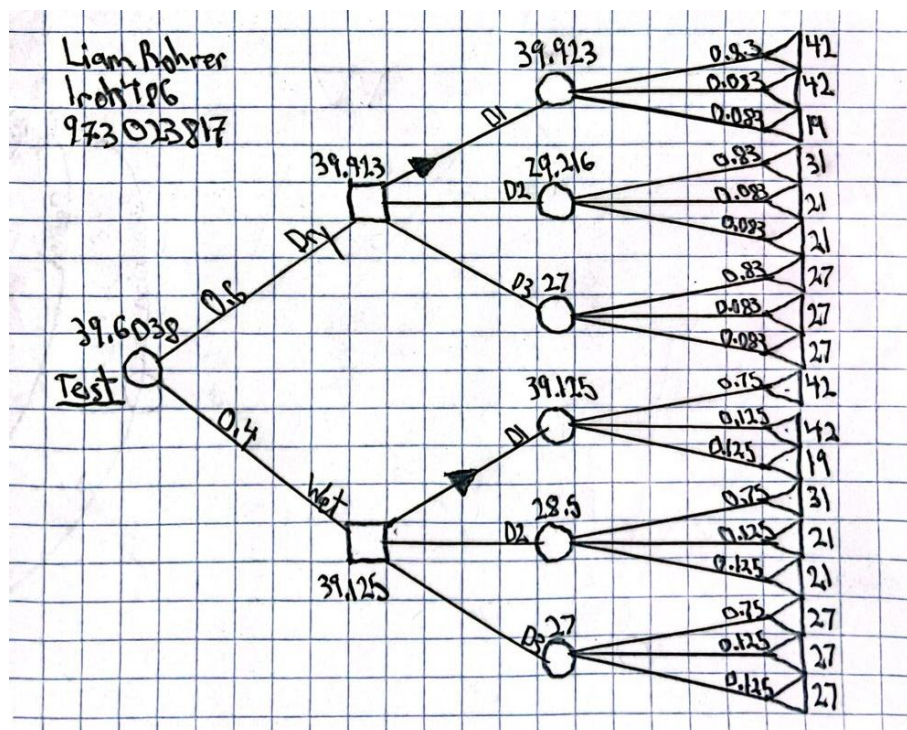 Liam Rohrer
lroh486
973023817
39.923
0.83 42
D1 0.083 42
0.083 19
39.923
29.216
0.83 31
D2 0.083 21
0.083 21
Dry
0.6
D3 27
0.83 27
0.083 27
0.083 27
39.6038
Test
39.125
0.75 42
D1 0.125 42
0.125 19
0.4
Wet
28.5
0.75 31
D2 0.125 21
0.125 21
39.125
D3 27
0.75 27
0.125 27
0.125 27